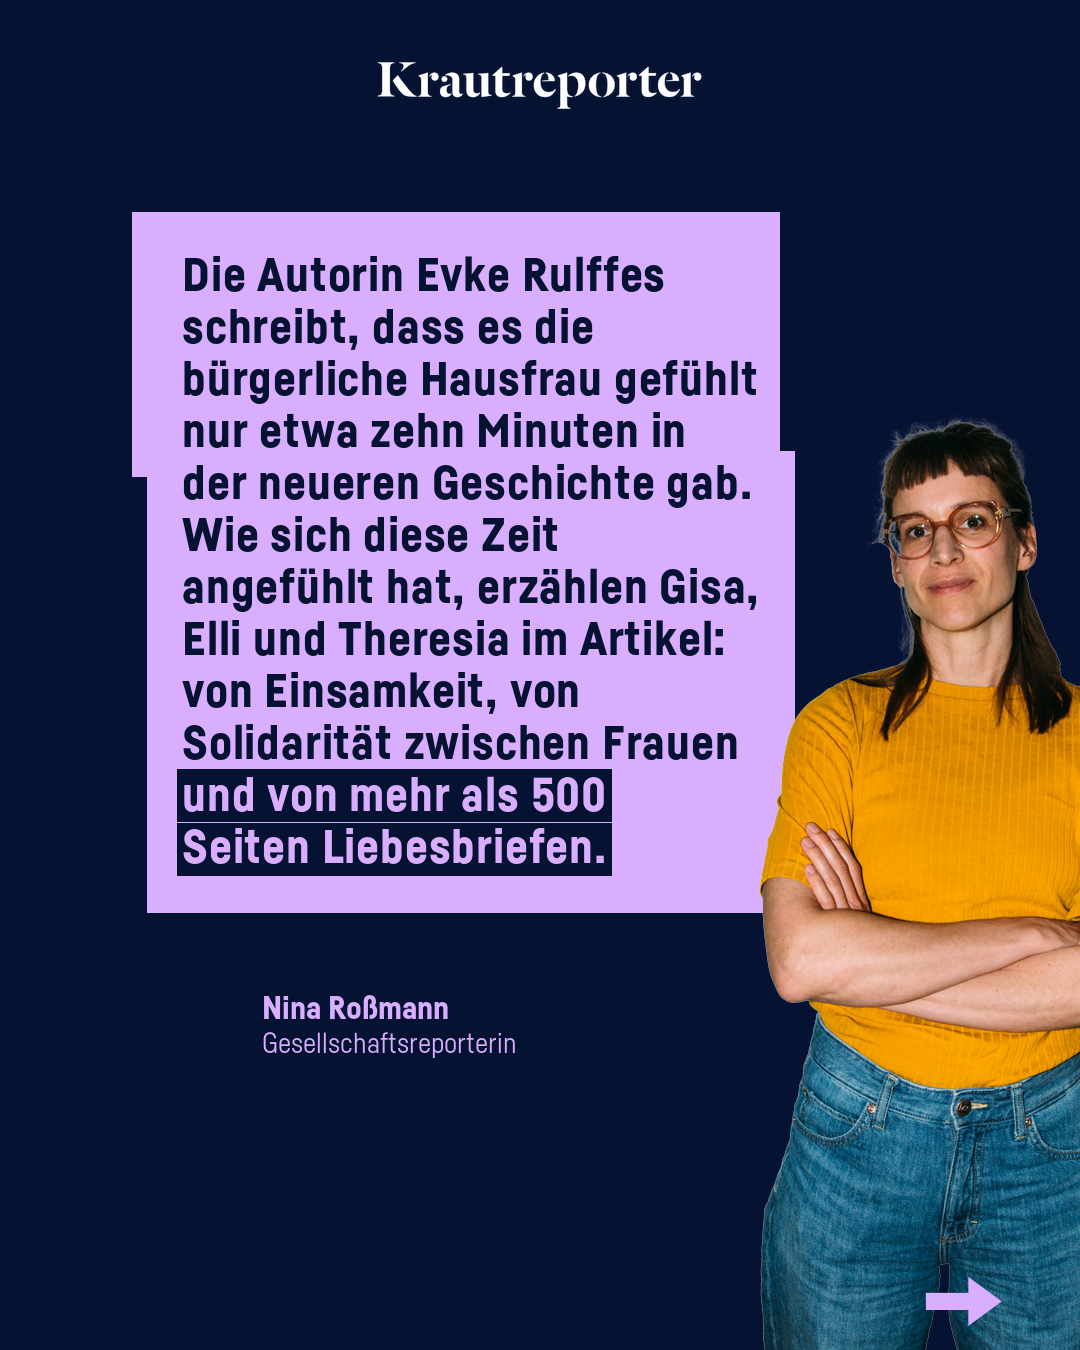 Krautreporter
Die Autorin Evke Rulffes
schreibt, dass es die
bürgerliche Hausfrau gefühlt
nur etwa zehn Minuten in
der neueren Geschichte gab.
Wie sich diese Zeit
angefühlt hat, erzählen Gisa,
Elli und Theresia im Artikel:
von Einsamkeit, von
Solidarität zwischen Frauen
und von mehr als 500
Seiten Liebesbriefen.
Nina Roßmann
Gesellschaftsreporterin